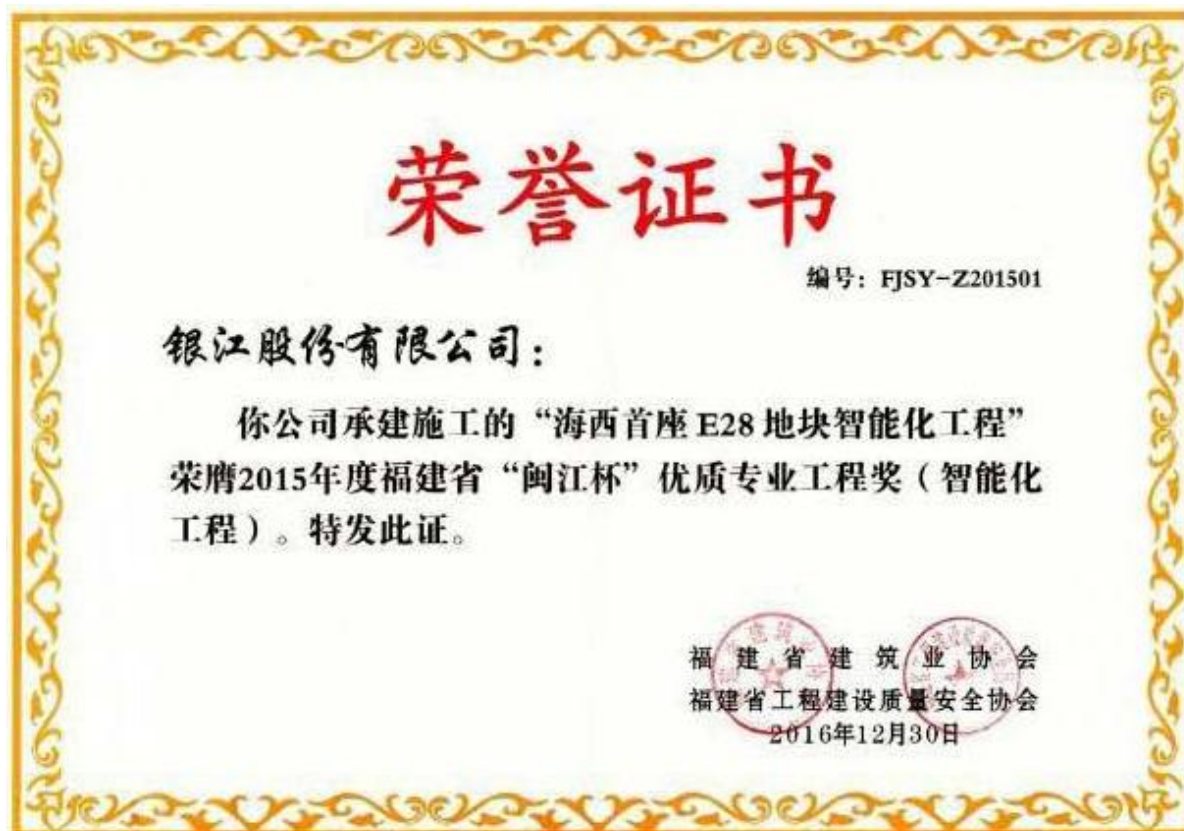 荣誉证书
编号：FJSY-Z201501
银江股份有限公司：
你公司承建施工的“海西首座E28地块智能化工程”
荣膺2015年度福建省“闽江杯”优质专业工程奖（智能化
工程）。特发此证。
福建省建筑业协会
福建省工程建设质量安全协会
2016年12月30日